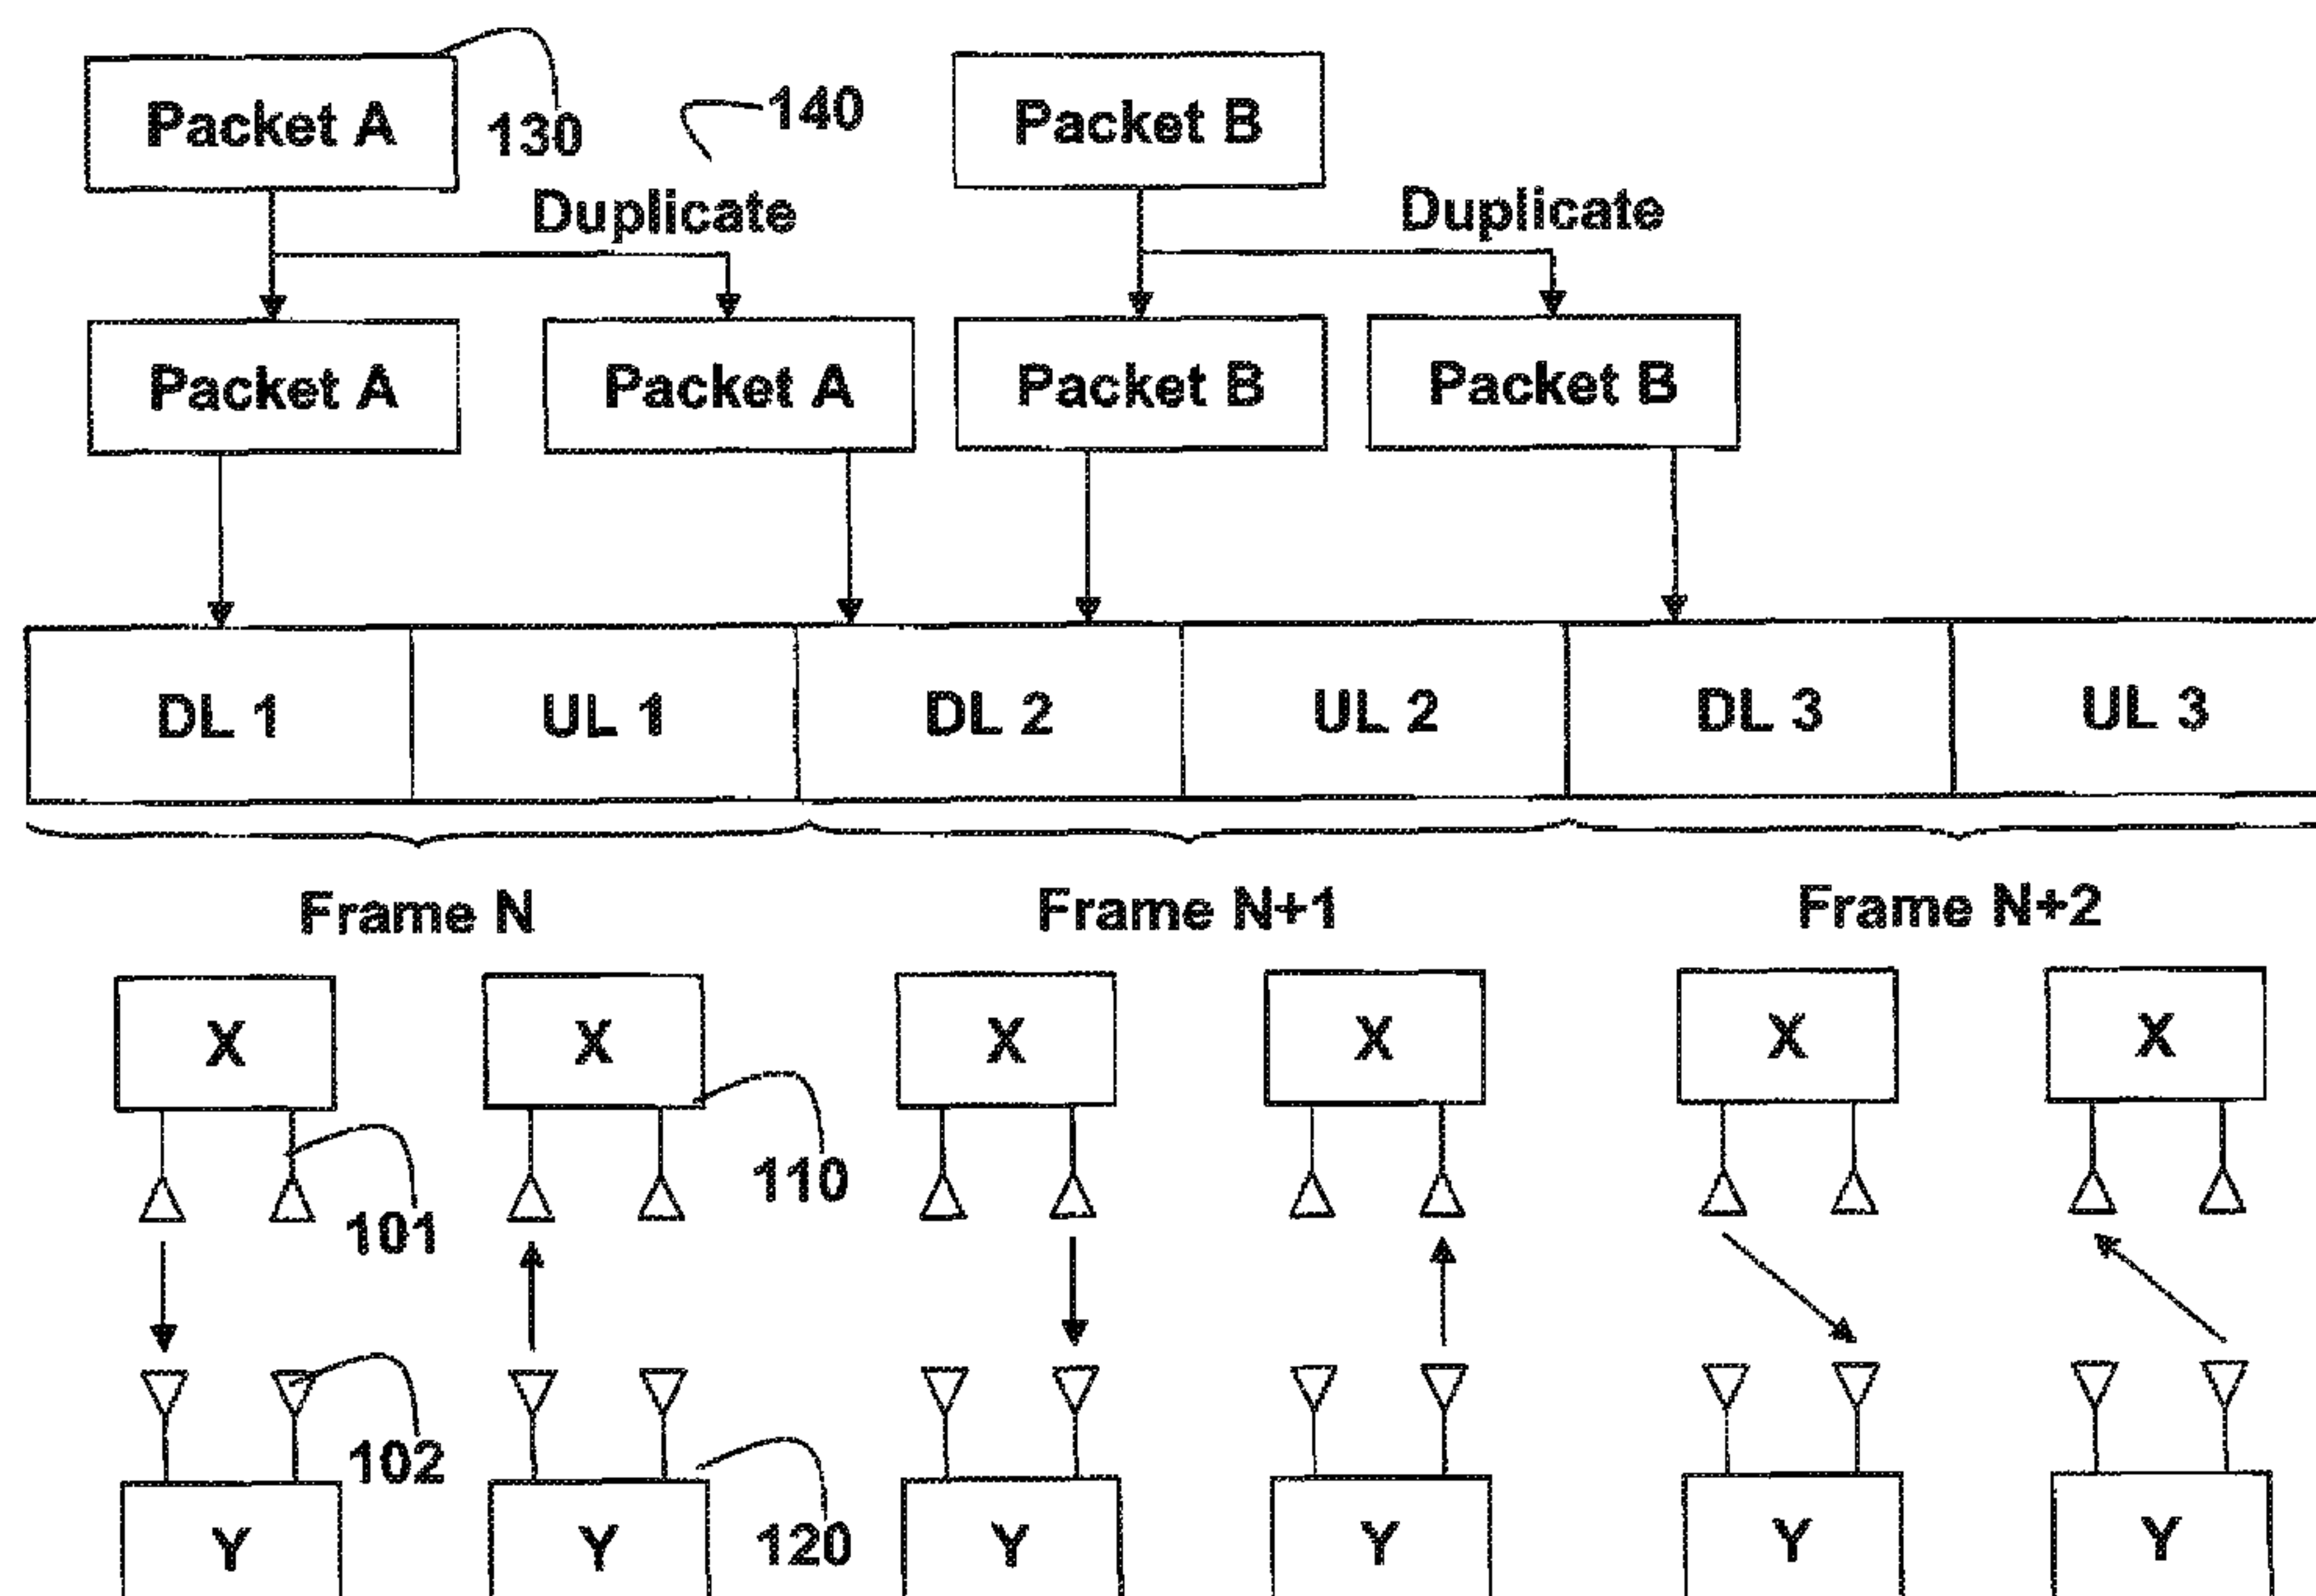 Packet A
130
140
Packet B
Duplicate
Duplicate
Packet A
Packet A
Packet B
Packet B
DL 1
UL 1
DL 2
UL 2
DL 3
UL 3
Frame N
Frame N+1
Frame N+2
X
X
X
X
X
X
101
110
102
120
Y
Y
Y
Y
Y
Y